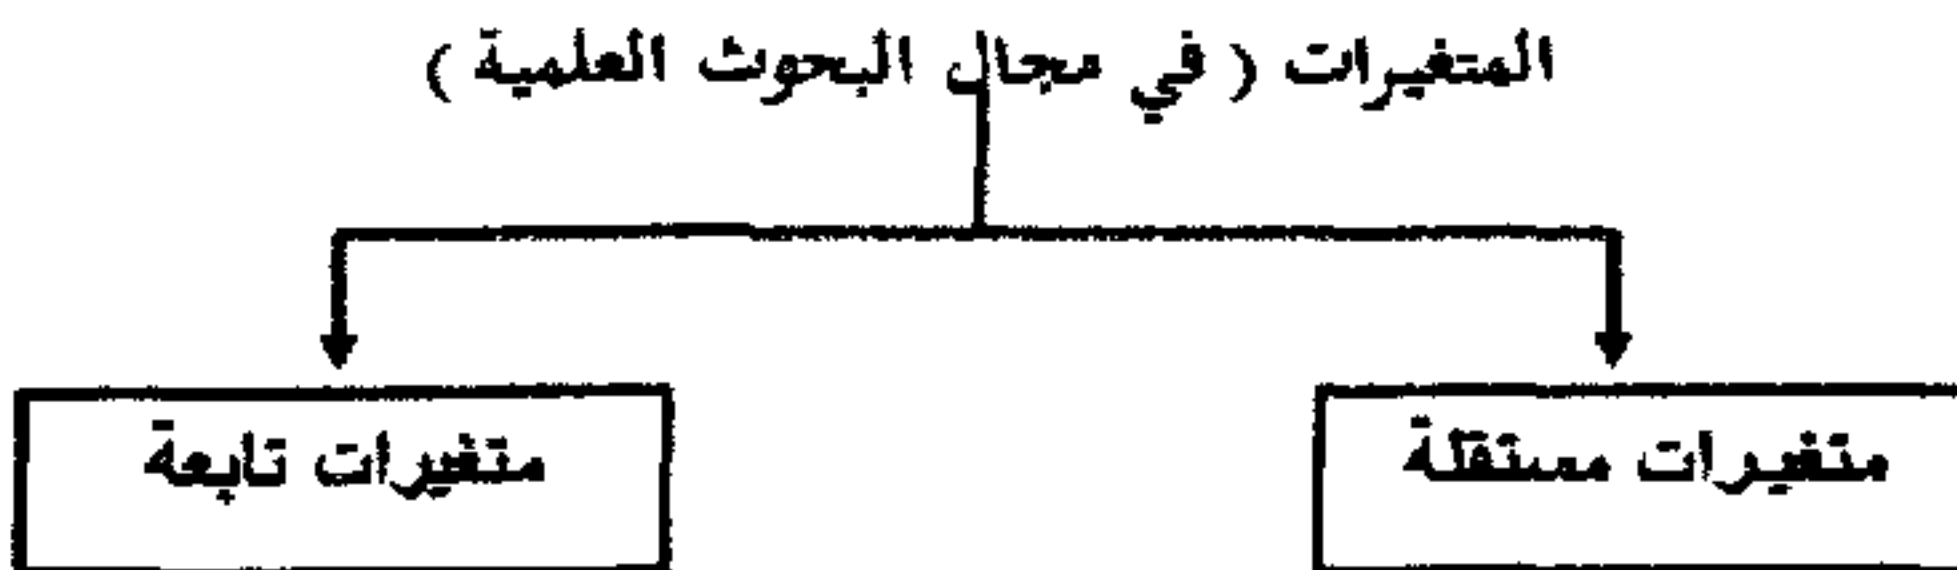 المتغيرات ( في مجال البحوث العلمية )
متغيرات مستقلة
متغيرات تابعة